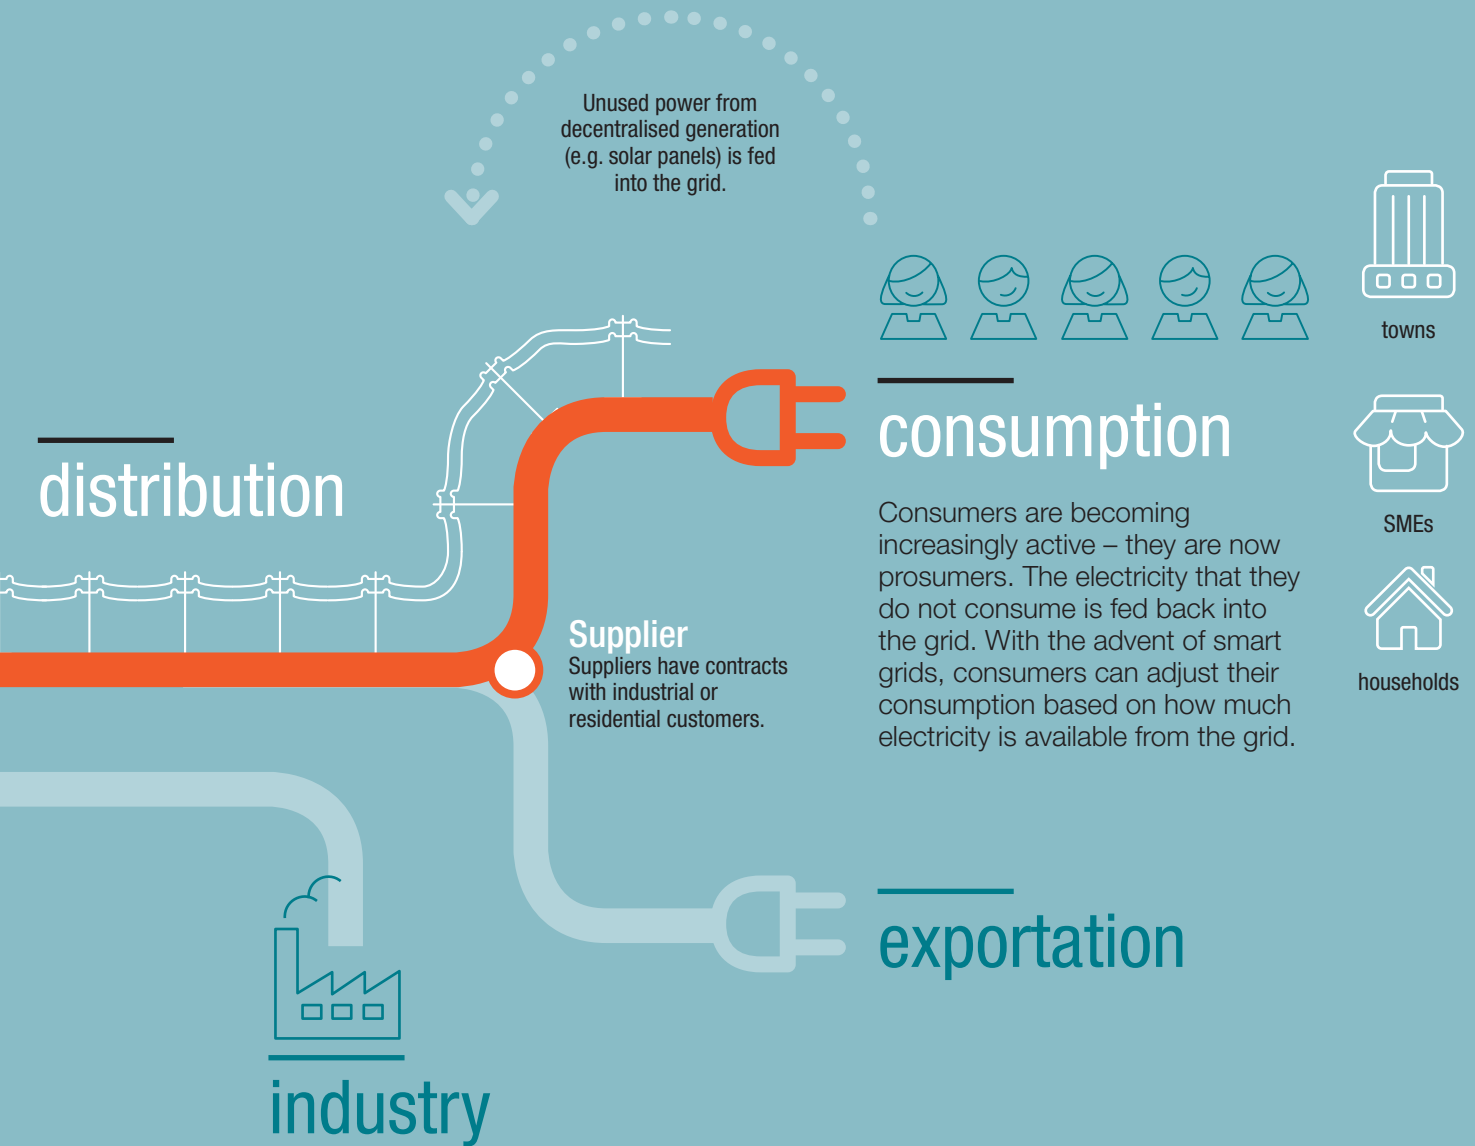 Unused power from
decentralised generation
(e.g. solar panels) is fed
into the grid.
towns
distribution
consumption
Consumers are becoming
increasingly active – they are now
prosumers. The electricity that they
do not consume is fed back into
the grid. With the advent of smart
grids, consumers can adjust their
consumption based on how much
electricity is available from the grid.
SMEs
households
Supplier
Suppliers have contracts
with industrial or
residential customers.
exportation
industry